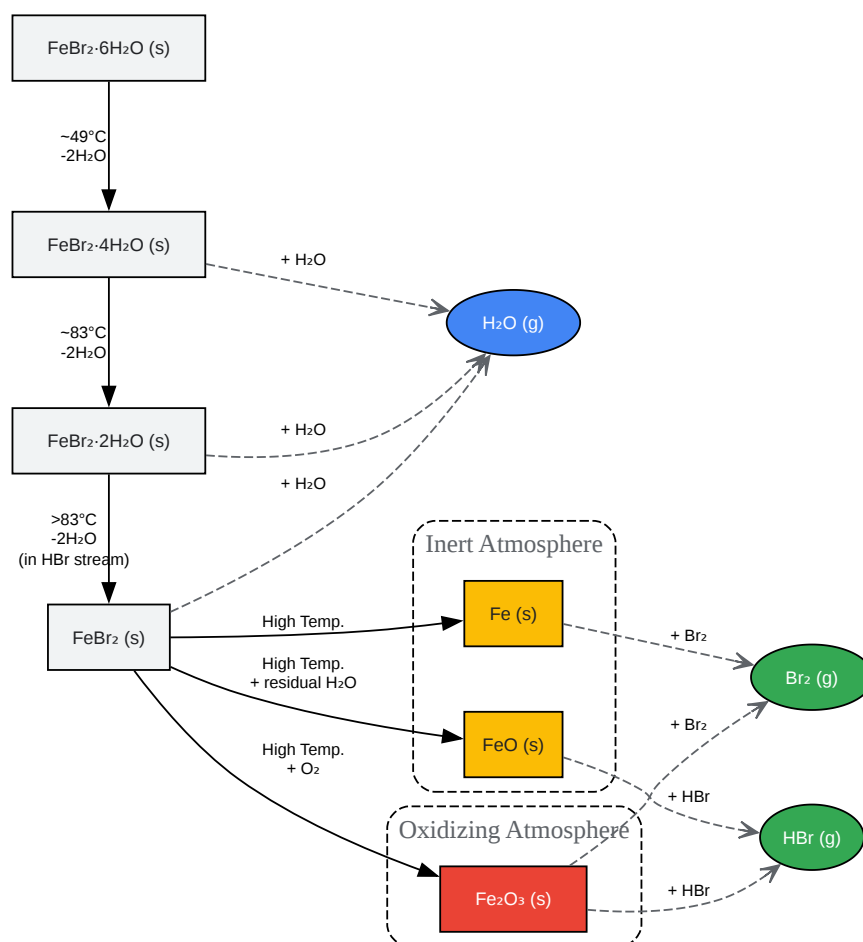 FeBr₂·6H₂O (s)
~49°C
-2H₂O
FeBr₂·4H₂O (s)
+ H₂O
H₂O (g)
~83°C
-2H₂O
FeBr₂·2H₂O (s)
+ H₂O
+ H₂O
>83°C
-2H₂O
(in HBr stream)
Inert Atmosphere
FeBr₂ (s)
High Temp.
Fe (s)
+ Br₂
Br₂ (g)
High Temp.
+ residual H₂O
FeO (s)
+ Br₂
High Temp.
+ O₂
+ HBr
HBr (g)
Oxidizing Atmosphere
Fe₂O₃ (s)
+ HBr